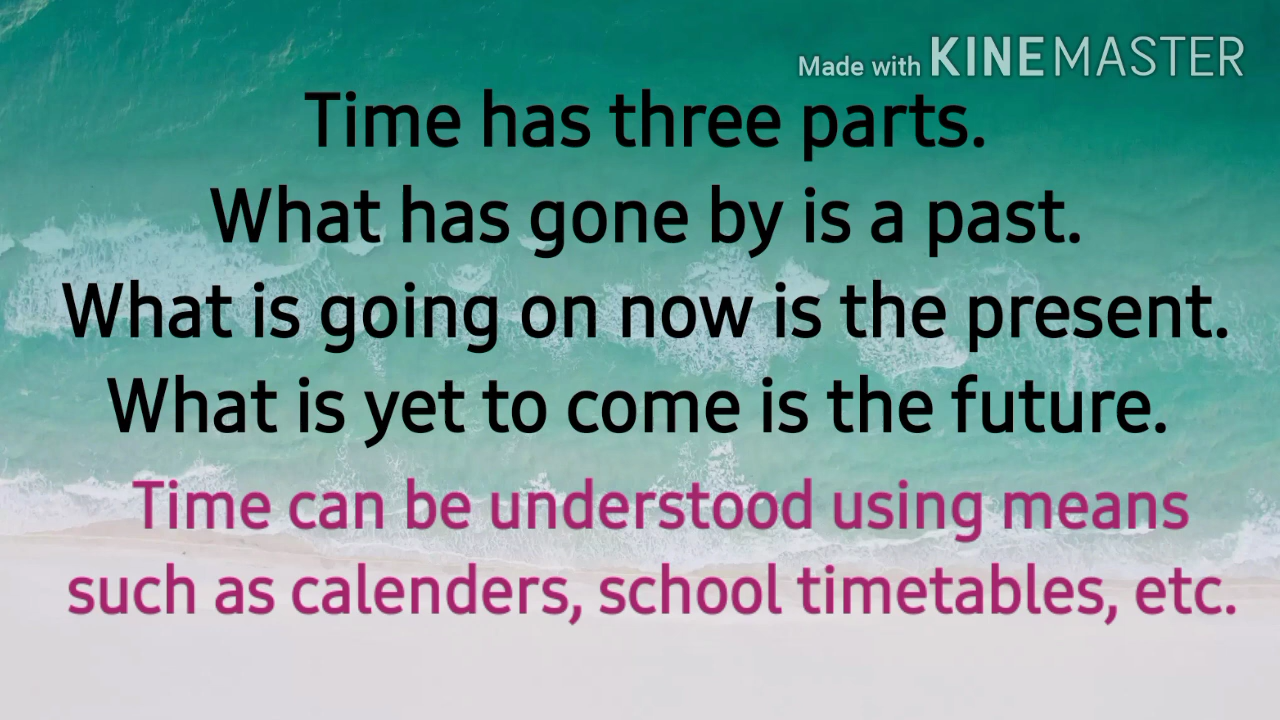 Made with KINEMASTER
Time has three parts.
What has gone by is a past.
What is going on now is the present.
What is yet to come is the future.
Time can be understood using means
such as calenders, school timetables, etc.